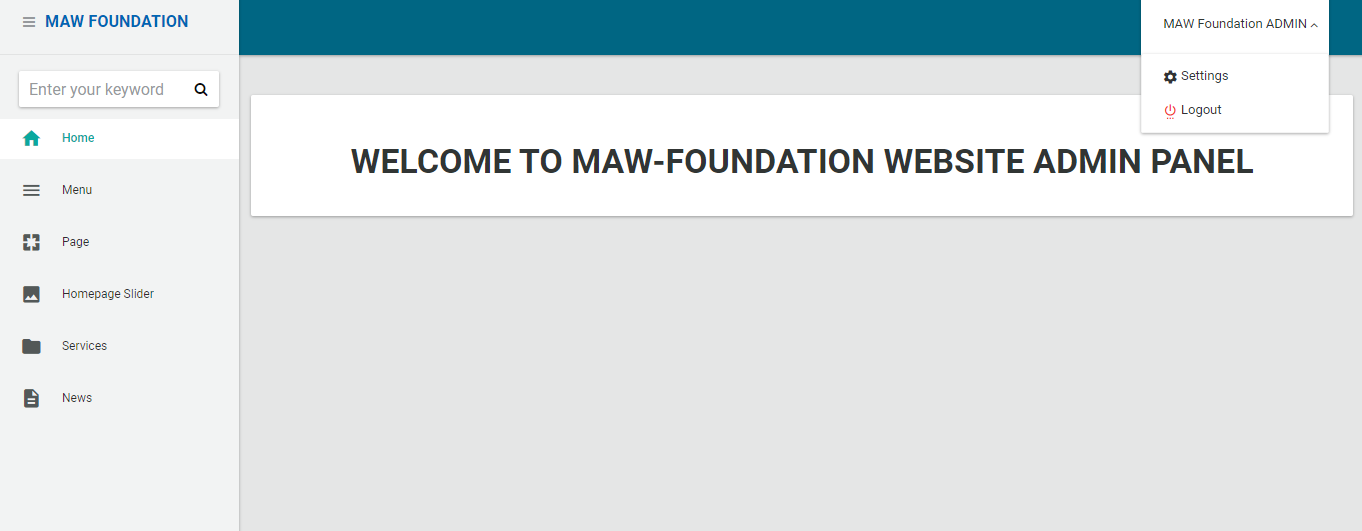 MAW FOUNDATION
MAW Foundation ADMIN
Settings
Logout
Enter your keyword
Home
Menu
Page
Homepage Slider
Services
News
WELCOME TO MAW-FOUNDATION WEBSITE ADMIN PANEL